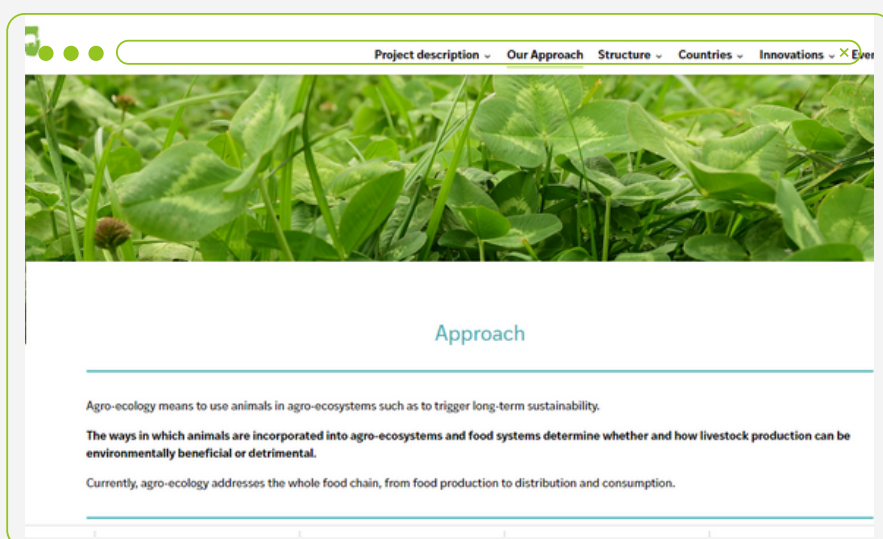 Project description Our Approach Structure Countries Innovations
Approach
Agro-ecology means to use animals in agro-ecosystems such as to trigger long-term sustainability.
The ways in which animals are incorporated into agro-ecosystems and food systems determine whether and how livestock production can be
environmentally beneficial or detrimental.
Currently, agro-ecology addresses the whole food chain, from food production to distribution and consumption.